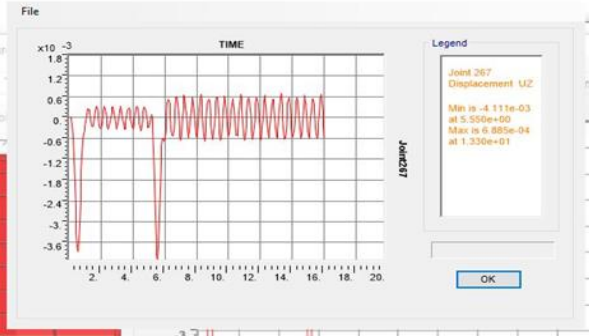 File
x10 -3
TIME
1.8
1.2
0.6
0.
-0.6
-1.2
-1.8
-2.4
-3.
-3.6
2. 4. 6. 8. 10. 12. 14. 16. 18. 20.
Joint267
Legend
Joint 267
Displacement UZ
Min is -4.111e-03
at 5.550e+00
Max is 6.885e-04
at 1.330e+01
OK